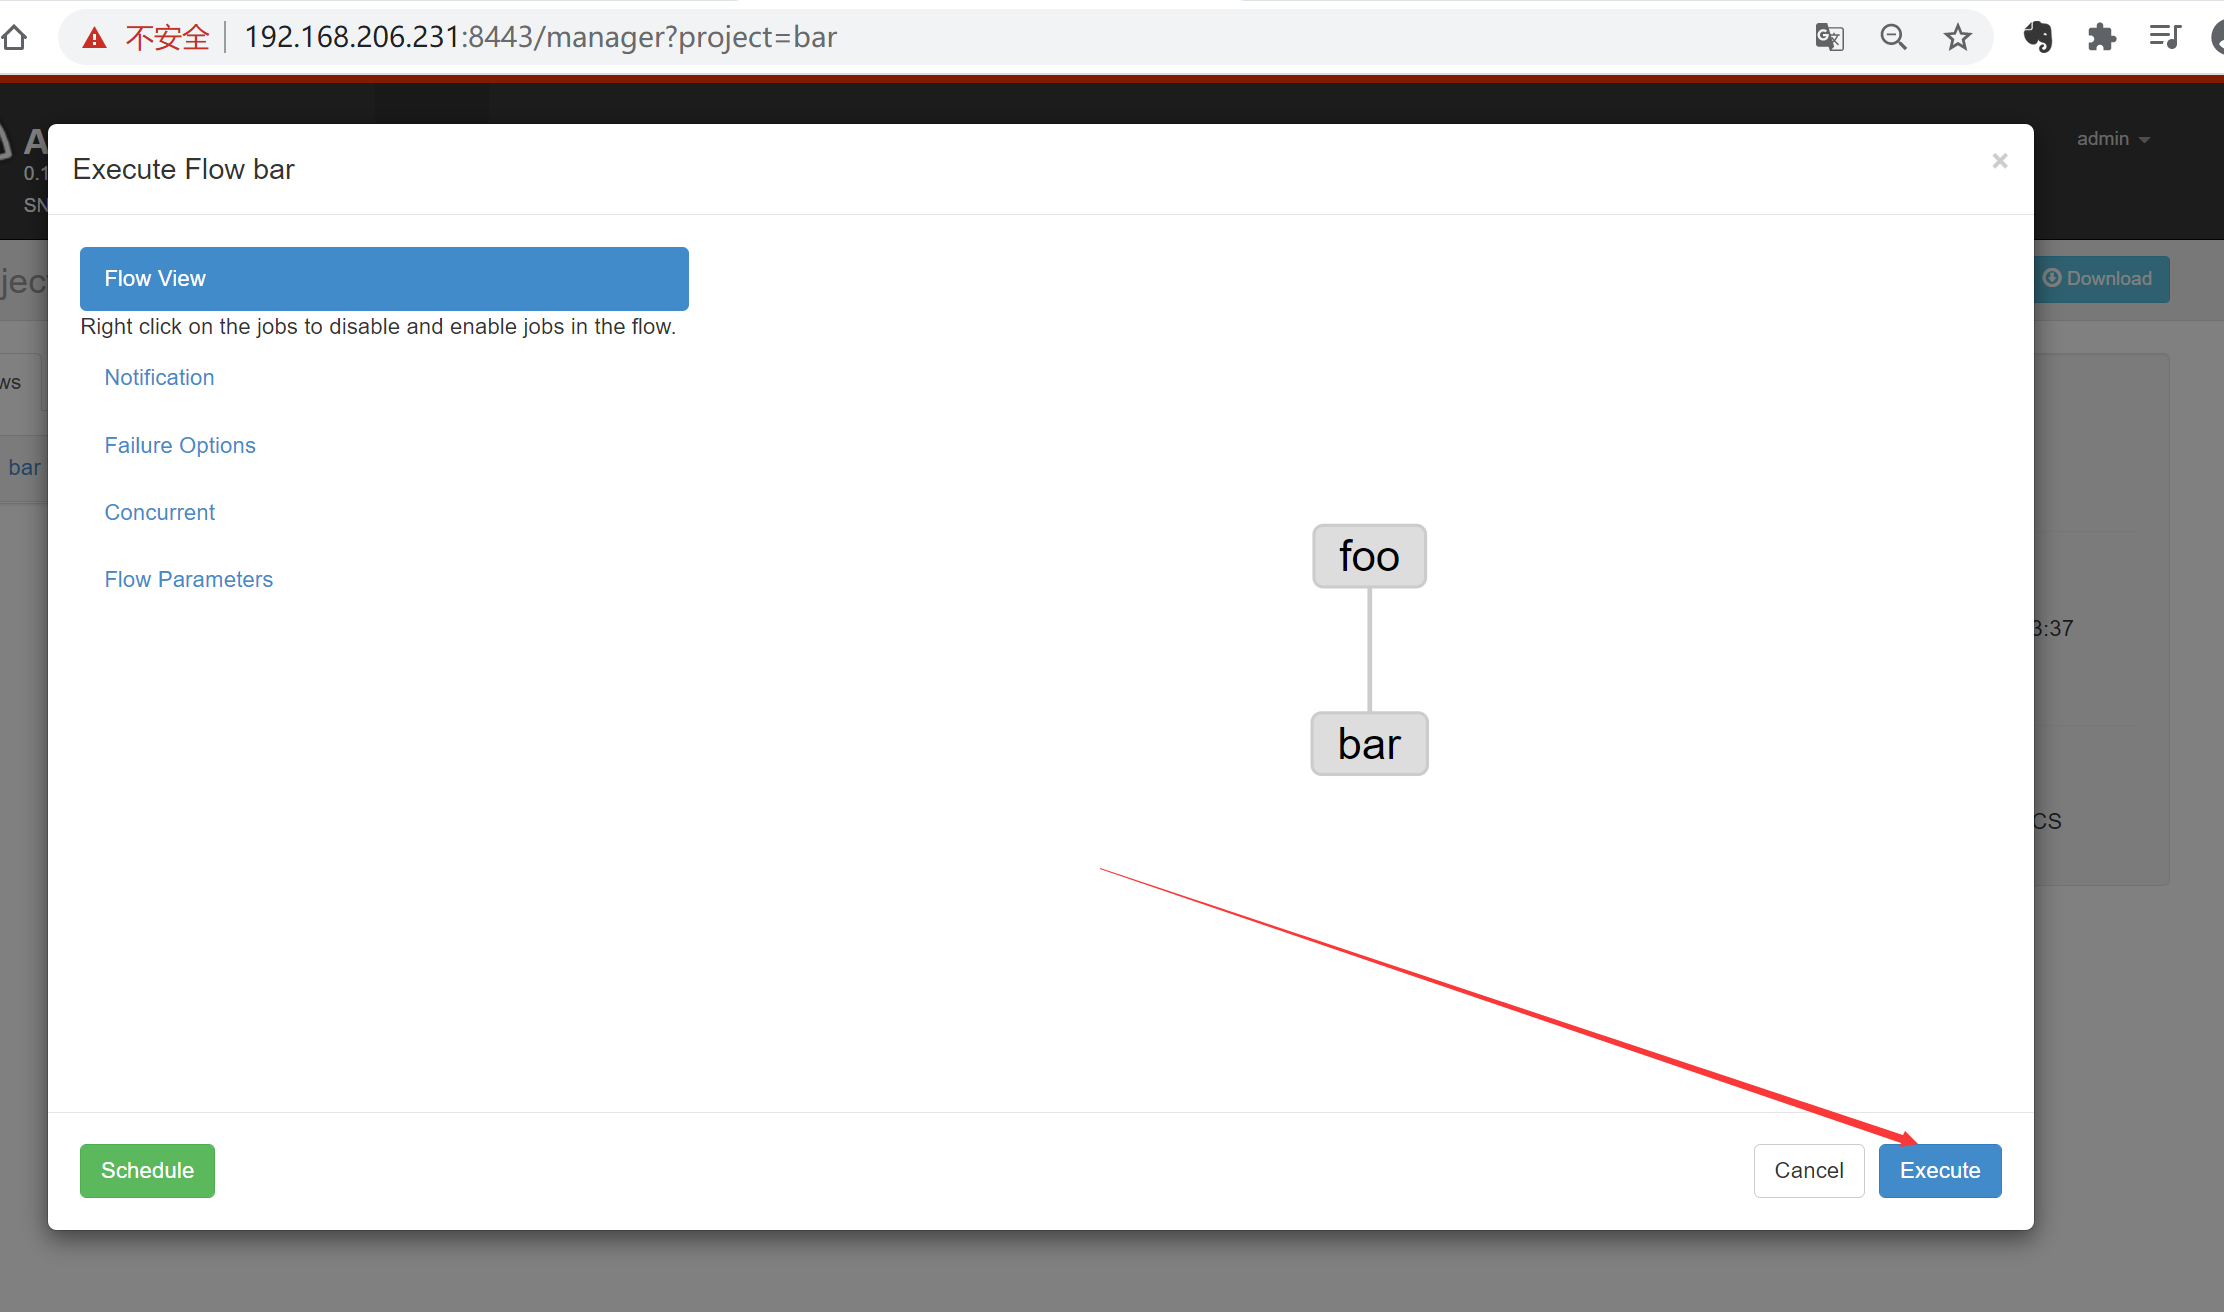 不安全 192.168.206.231:8443/manager?project=bar
A
0.1
SN
admin
Execute Flow bar
×
Flow View
Download
Right click on the jobs to disable and enable jobs in the flow.
ws
Notification
Failure Options
bar
Concurrent
foo
Flow Parameters
3:37
bar
CS
Schedule
Cancel
Execute